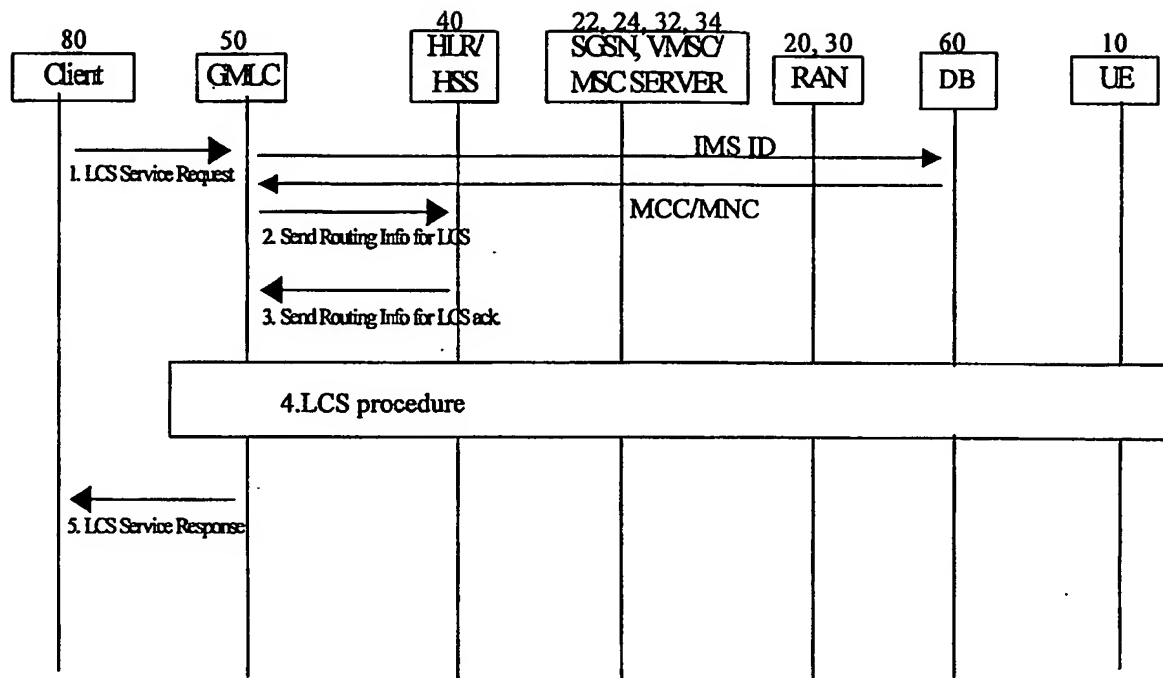 80
Client
50
GMLC
40
HLR/
HSS
22, 24, 32, 34
SGSN, VMSC/
MSC SERVER
20, 30
RAN
60
DB
10
UE
1. LCS Service Request
IMS ID
MCC/MNC
2. Send Routing Info for LCS
3. Send Routing Info for LCS ack.
4.LCS procedure
5. LCS Service Response